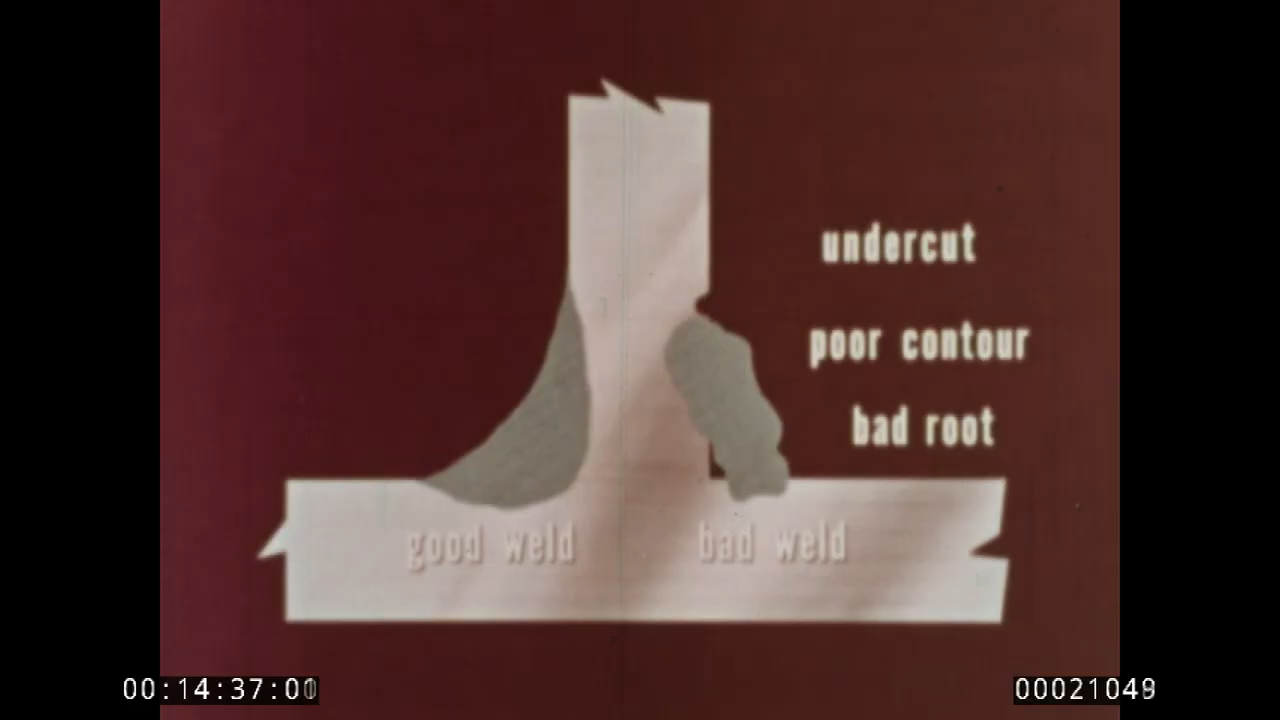 undercut
poor contour
bad root
good weld bad weld
00:14:37:00 00021049